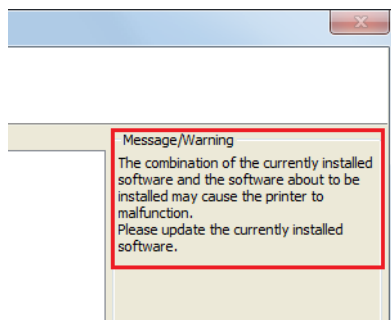 Message/Warning
The combination of the currently installed
software and the software about to be
installed may cause the printer to
malfunction.
Please update the currently installed
software.